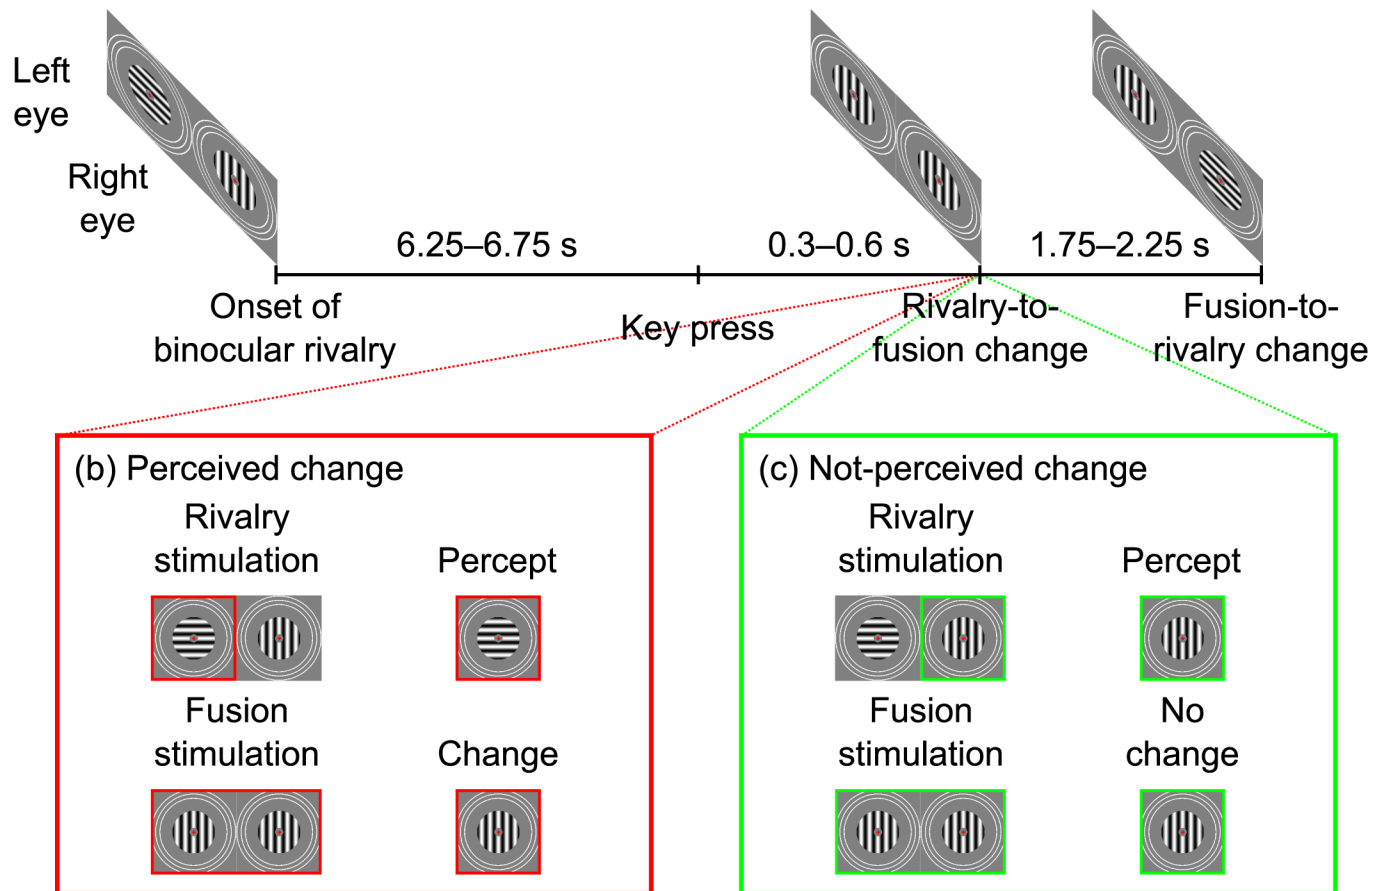 Left
eye
Right
eye
6.25–6.75 s
0.3–0.6 s
1.75–2.25 s
Onset of
binocular rivalry
Key press
Rivalry-to-
fusion change
Fusion-to-
rivalry change
(b) Perceived change
Rivalry
stimulation
Percept
Fusion
stimulation
Change
(c) Not-perceived change
Rivalry
stimulation
Percept
Fusion
stimulation
No
change